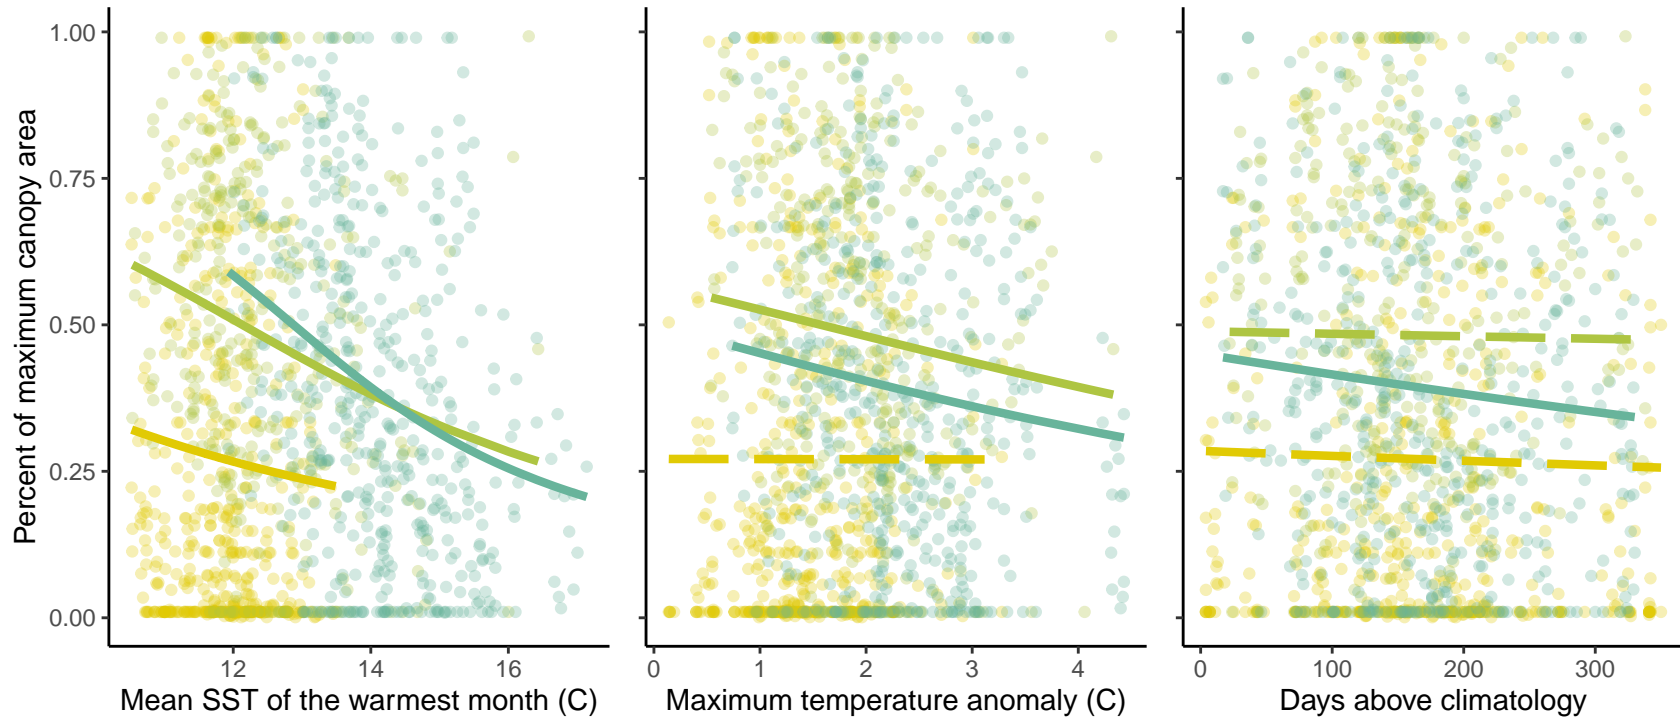 Percent of maximum canopy area
1.00
0.75
0.50
0.25
0.00
12 14 16
Mean SST of the warmest month (C)
0 1 2 3 4
Maximum temperature anomaly (C)
0 100 200 300
Days above climatology